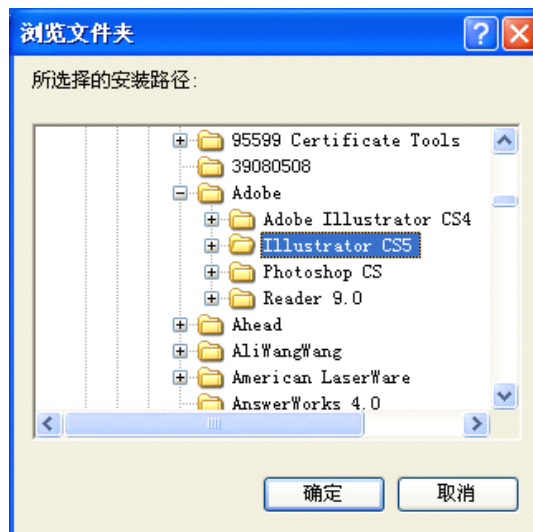 浏览文件夹
所选择的安装路径:
95599 Certificate Tools
39080508
Adobe
Adobe Illustrator CS4
Illustrator CS5
Photoshop CS
Reader 9.0
Ahead
AliWangWang
American LaserWare
AnswerWorks 4.0
确定
取消